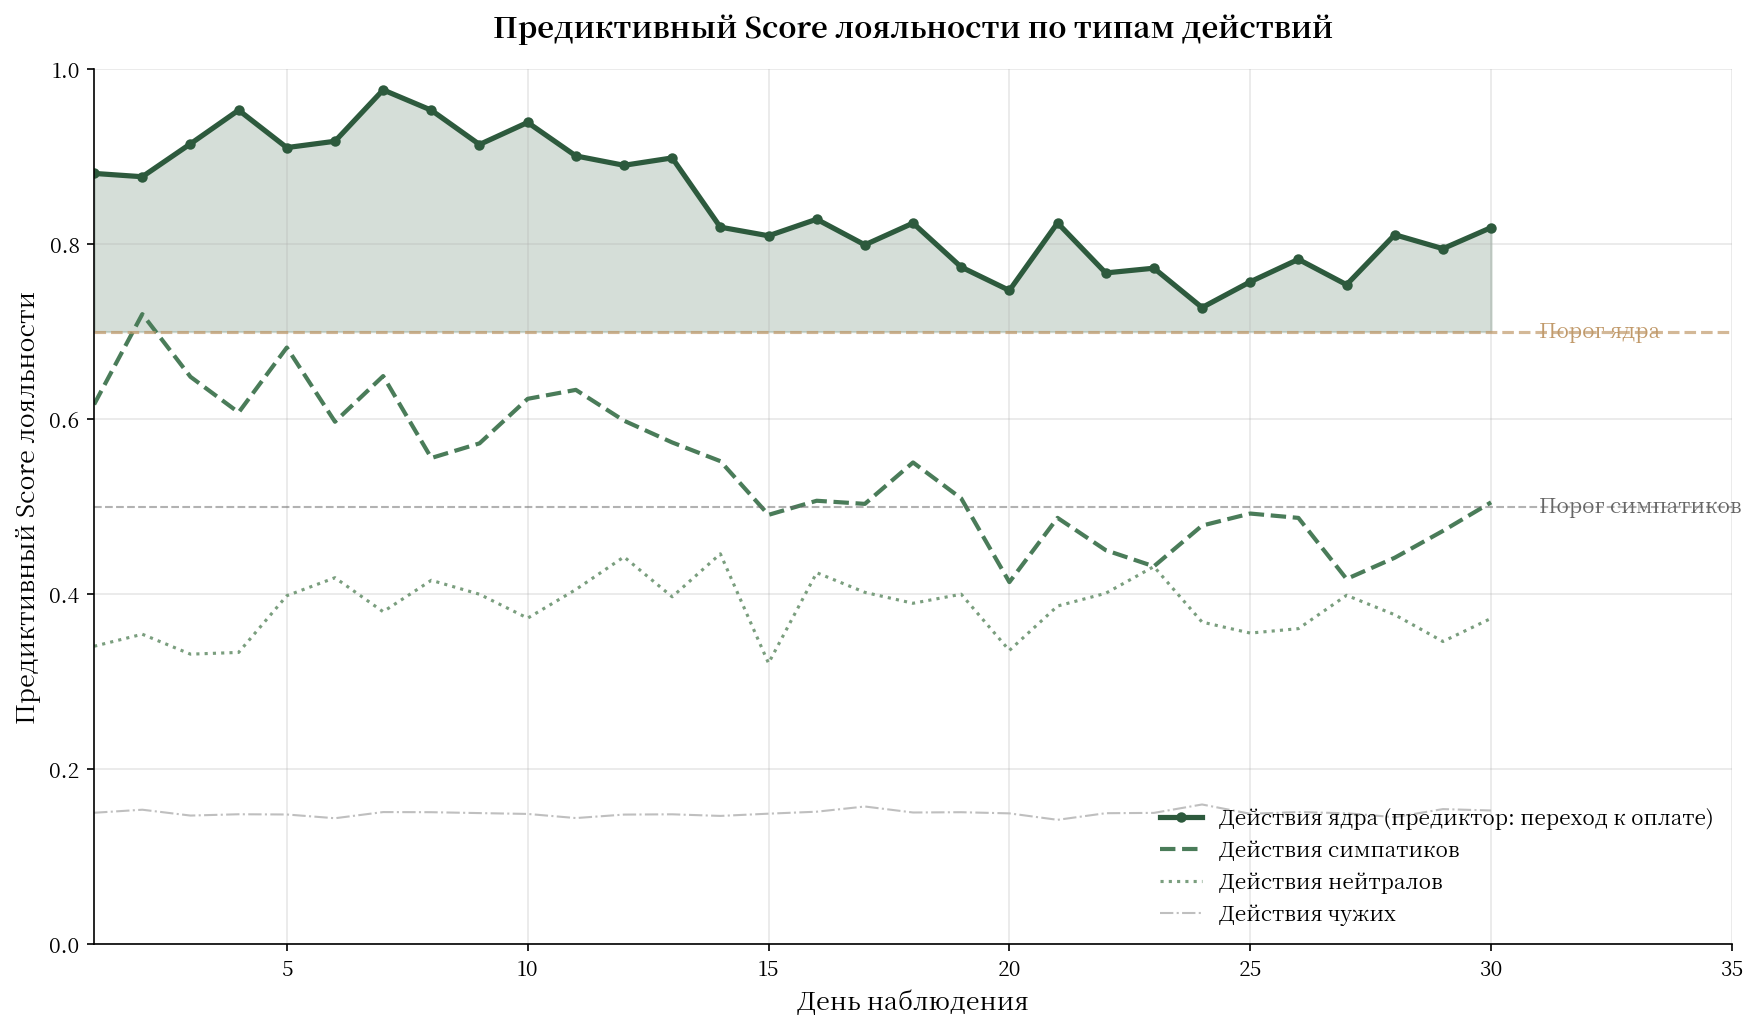 Предиктивный Score лояльности по типам действий
Предиктивный Score лояльности
1.0
0.8
0.6
0.4
0.2
0.0
Порог ядра
Порог симпатиков
Действия ядра (предиктор: переход к оплате)
Действия симпатиков
Действия нейтралов
Действия чужих
5 10 15 20 25 30 35
День наблюдения